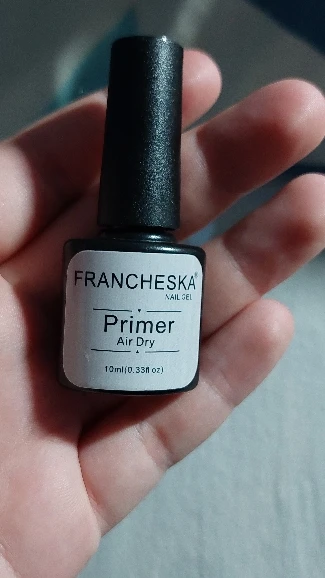 FRANCHESKA®
NAIL GEL
Primer
Air Dry
10ml(0.33fl oz)